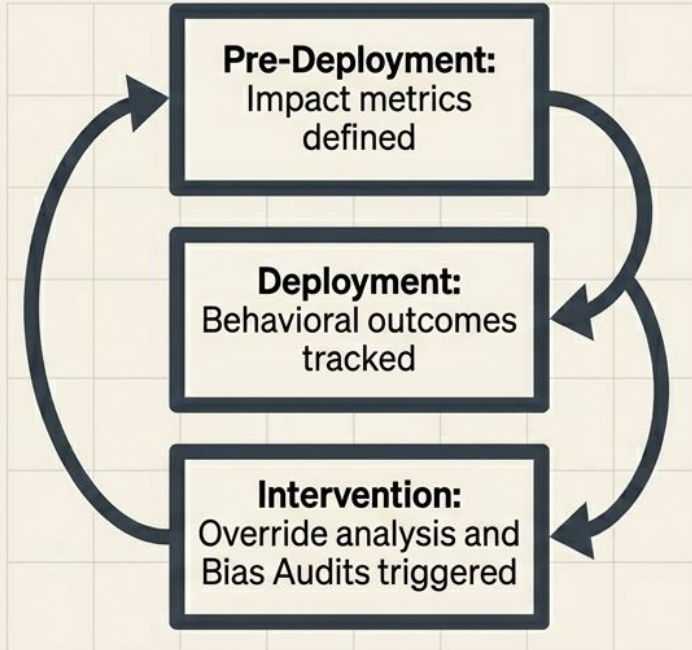 Pre-Deployment:
Impact metrics
defined
Deployment:
Behavioral outcomes
tracked
Intervention:
Override analysis and
Bias Audits triggered